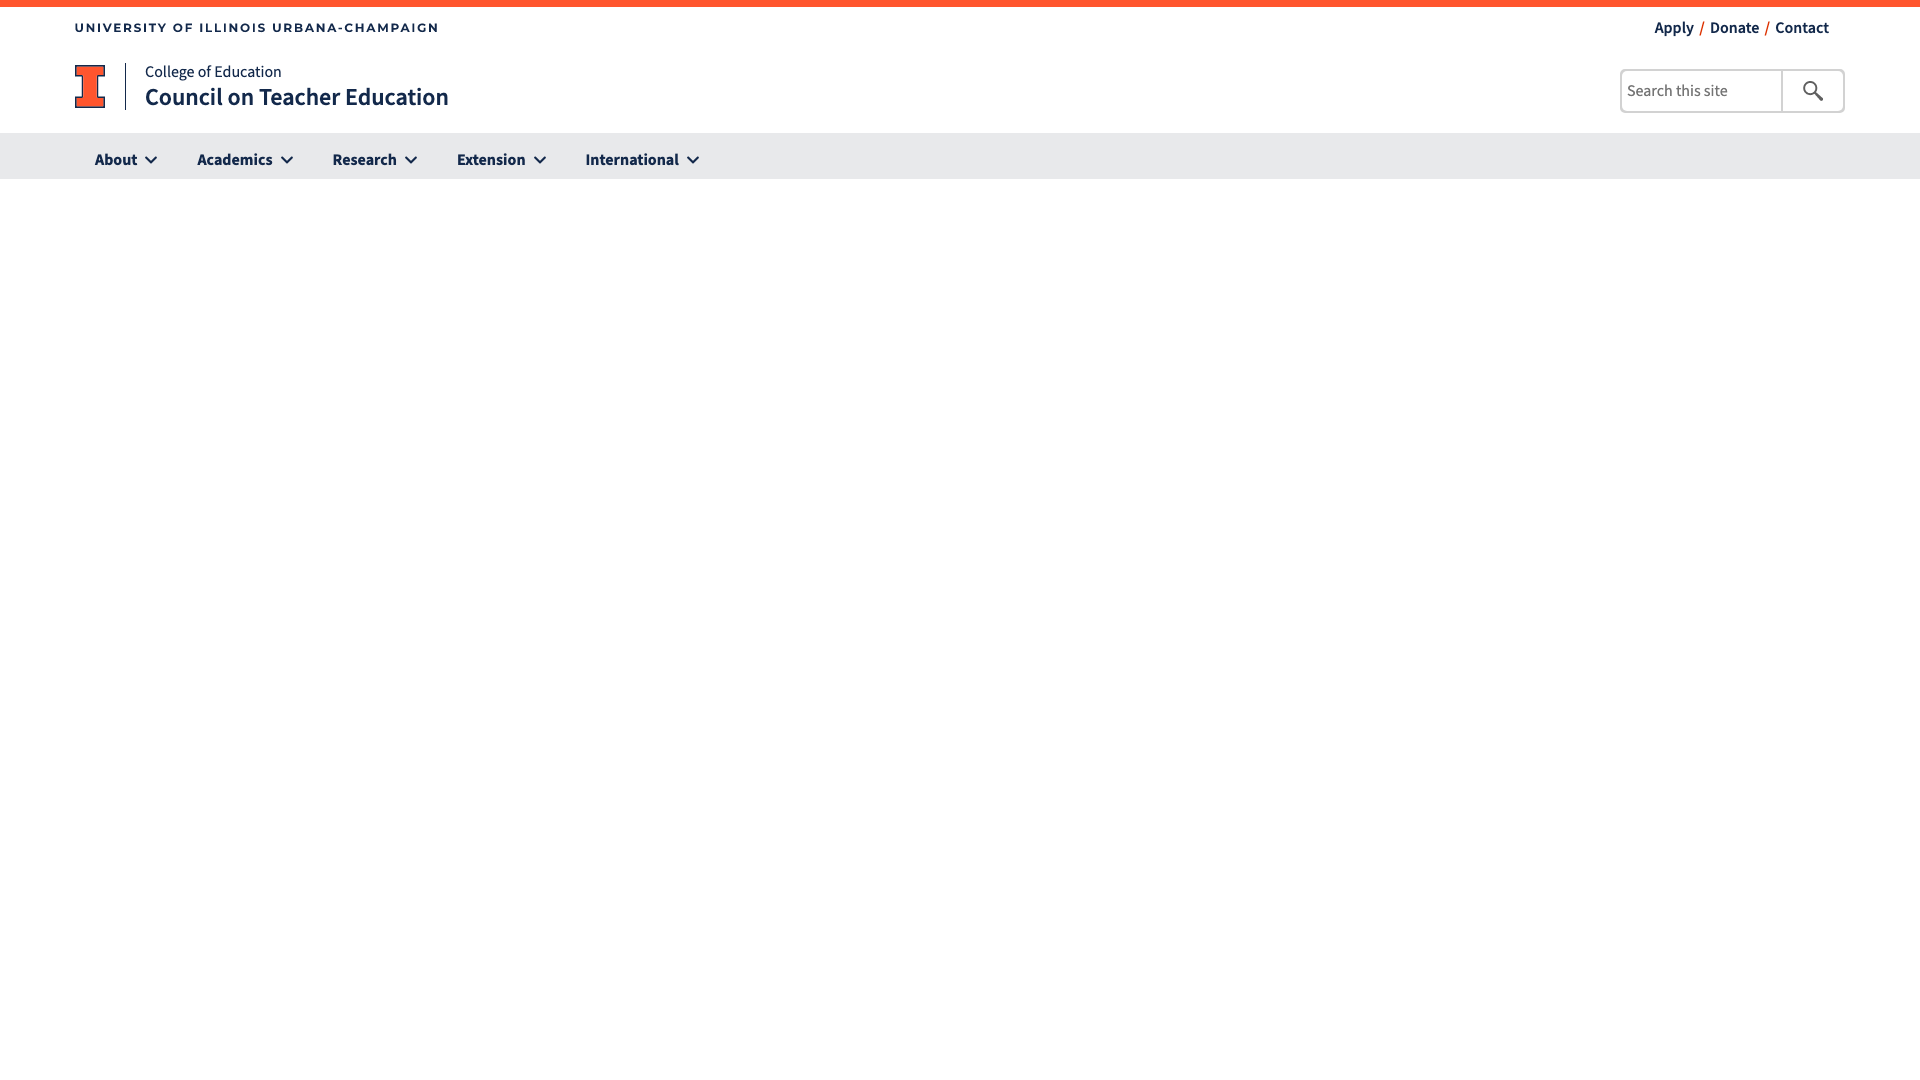 UNIVERSITY OF ILLINOIS URBANA-CHAMPAIGN
Apply / Donate / Contact
College of Education
Council on Teacher Education
Search this site
About Academics Research Extension International